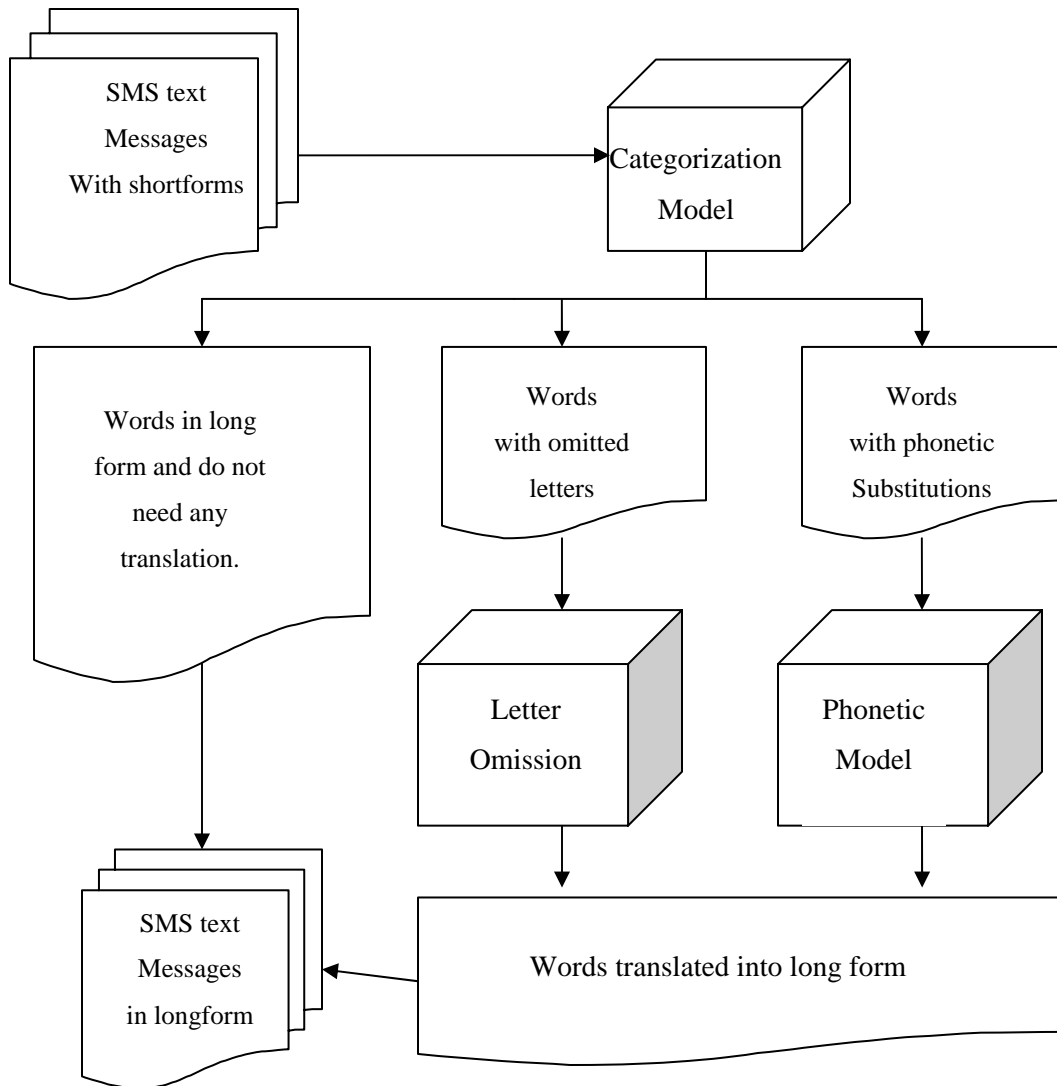 SMS text
Messages
With shortforms
Categorization
Model
Words in long
form and do not
need any
translation.
Words
with omitted
letters
Words
with phonetic
Substitutions
Letter
Omission
Phonetic
Model
SMS text
Messages
in longform
Words translated into long form